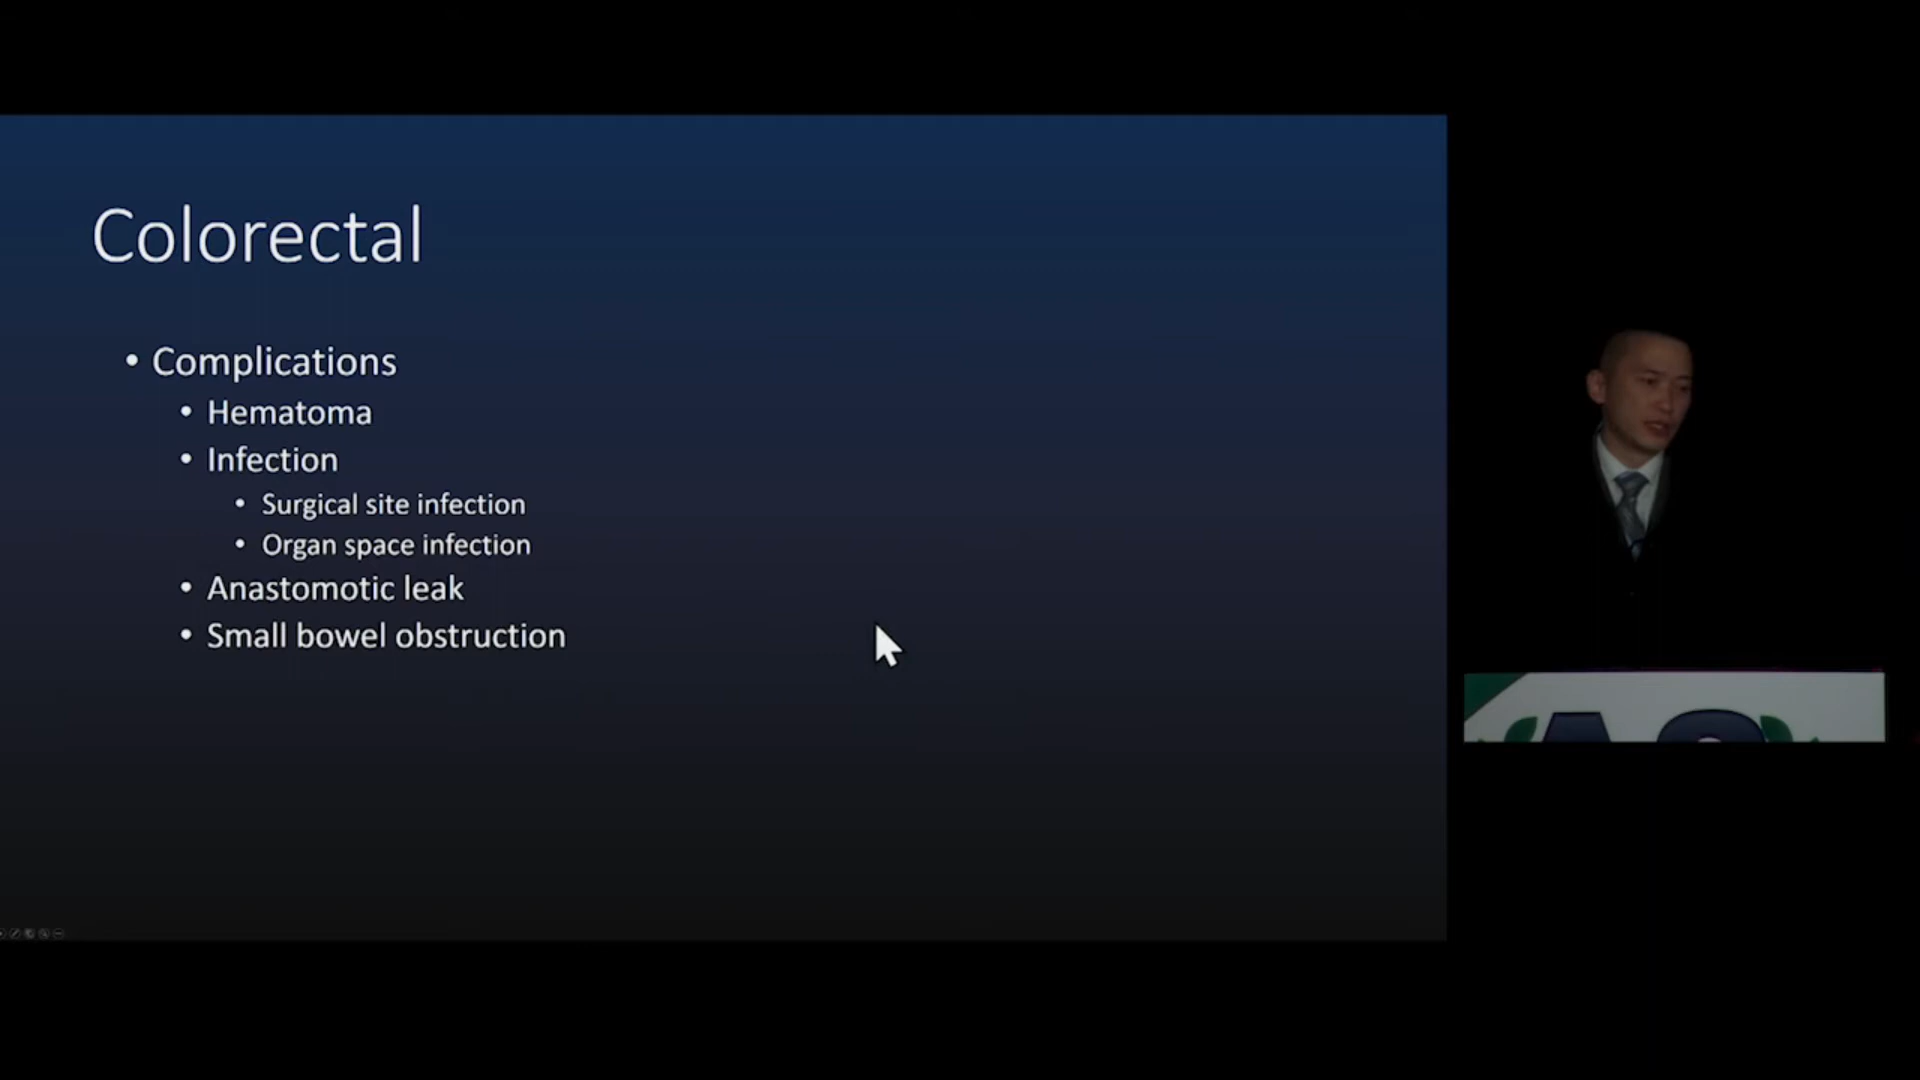 Colorectal
• Complications
• Hematoma
• Infection
• Surgical site infection
• Organ space infection
• Anastomotic leak
• Small bowel obstruction